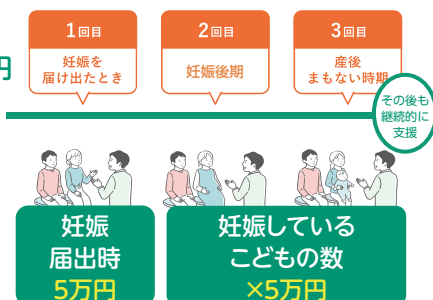 1回目
妊娠を
届け出たとき
2回目
妊娠後期
3回目
産後
まもない時期
円
その後も
継続的に
支援
妊娠
届出時
5万円
妊娠している
こどもの数
×5万円